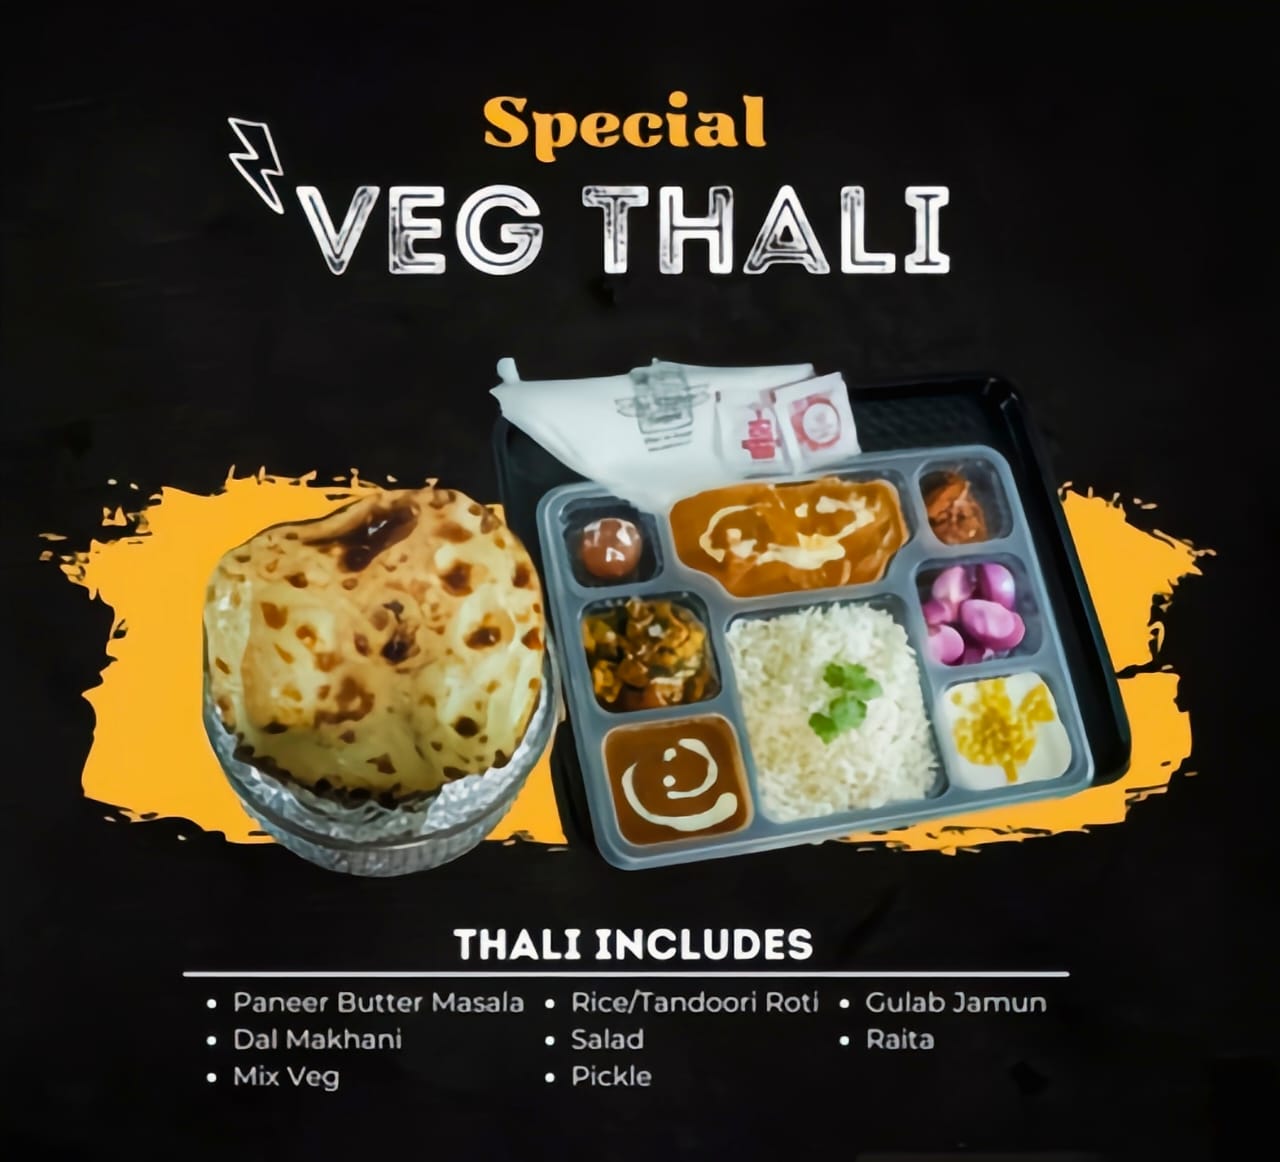 Special
VEG THALI
THALI INCLUDES
• Paneer Butter Masala
• Dal Makhani
• Mix Veg
• Rice/Tandoori Roti
• Salad
• Pickle
• Gulab Jamun
• Raita